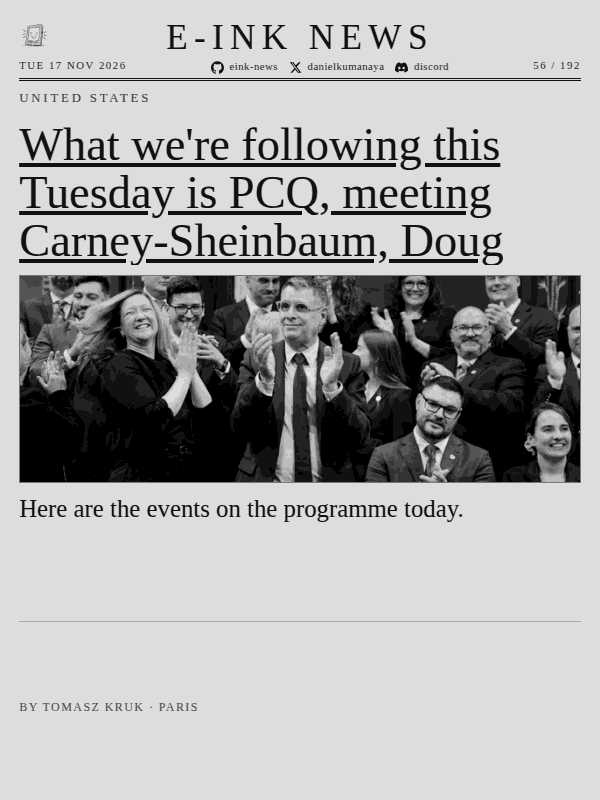 E-INK NEWS
TUE 17 NOV 2026
eink-news danielkumanaya discord
56 / 192
UNITED STATES
What we're following this
Tuesday is PCQ, meeting
Carney-Sheinbaum, Doug
Here are the events on the programme today.
BY TOMASZ KRUK · PARIS